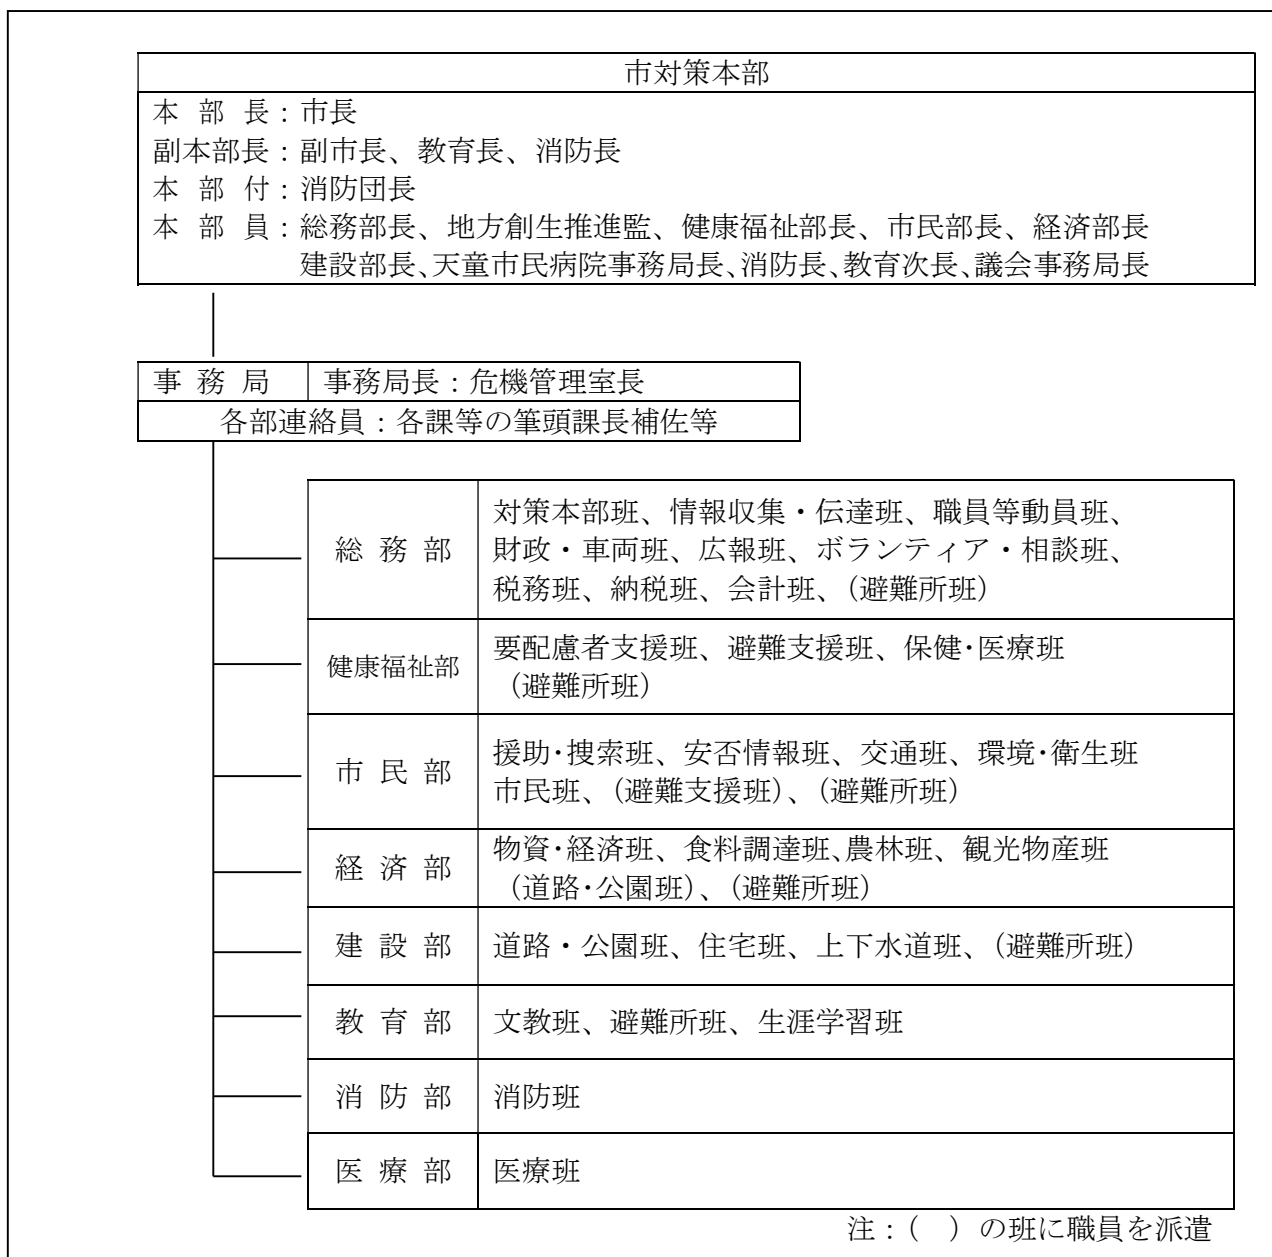 市対策本部
本部長：市長
副本部長：副市長、教育長、消防長
本部付：消防団長
本部員：総務部長、地方創生推進監、健康福祉部長、市民部長、経済部長
建設部長、天童市民病院事務局長、消防長、教育次長、議会事務局長
事務局 事務局長：危機管理室長
各部連絡員：各課等の筆頭課長補佐等
総務部
対策本部班、情報収集・伝達班、職員等動員班、
財政・車両班、広報班、ボランティア・相談班、
税務班、納税班、会計班、（避難所班）
健康福祉部
要配慮者支援班、避難支援班、保健・医療班
（避難所班）
市民部
援助・捜索班、安否情報班、交通班、環境・衛生班
市民班、（避難支援班）、（避難所班）
経済部
物資・経済班、食料調達班、農林班、観光物産班
（道路・公園班）、（避難所班）
建設部 道路・公園班、住宅班、上下水道班、（避難所班）
教育部 文教班、避難所班、生涯学習班
消防部 消防班
医療部 医療班
注：（　）の班に職員を派遣